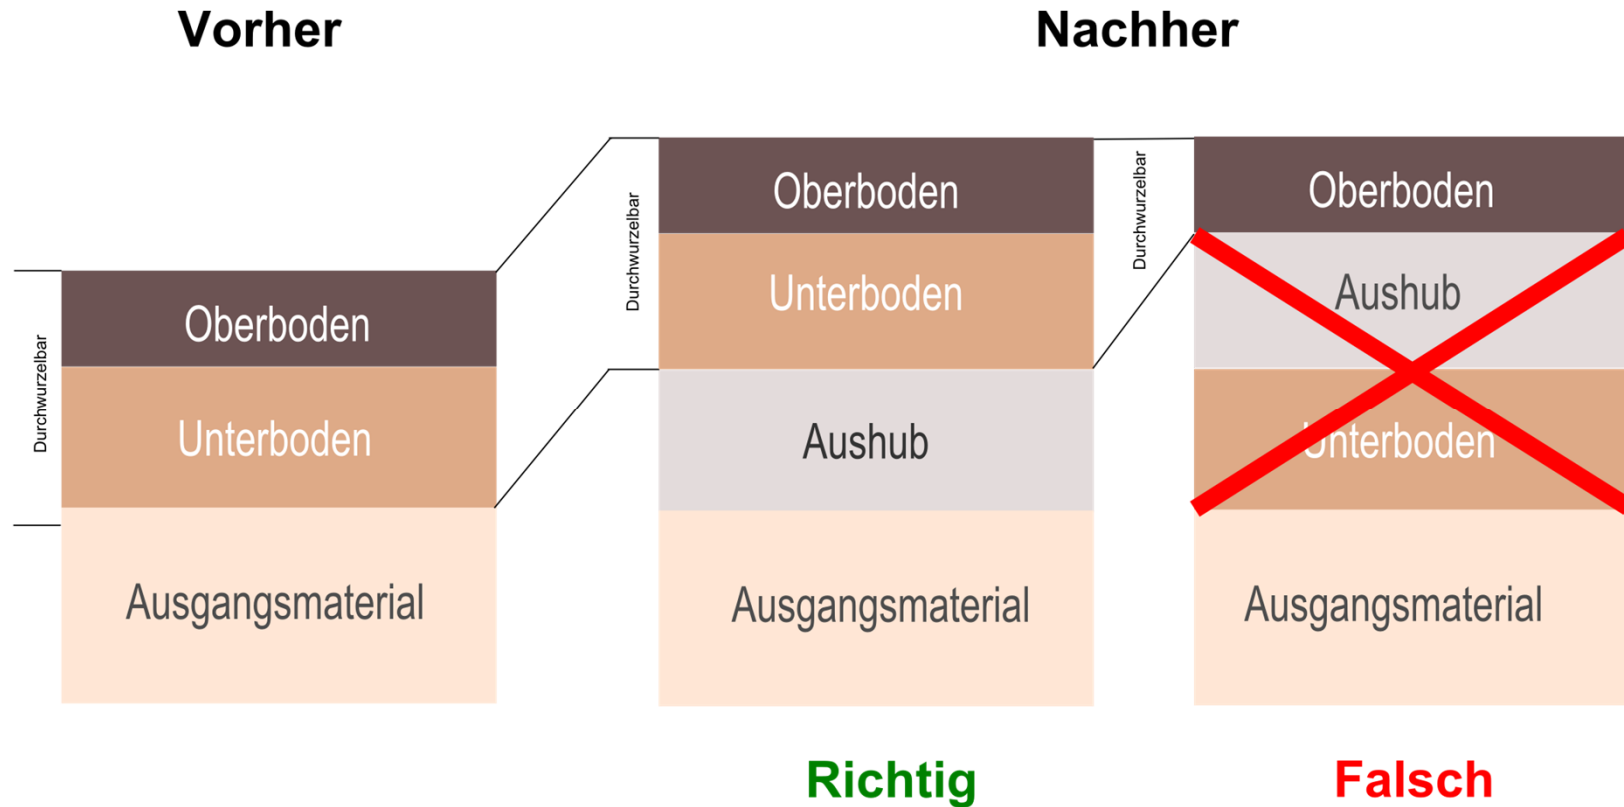 Vorher
Nachher
Durchwurzelbar
Oberboden
Unterboden
Ausgangsmaterial
Durchwurzelbar
Oberboden
Unterboden
Aushub
Ausgangsmaterial
Durchwurzelbar
Oberboden
Aushub
Unterboden
Ausgangsmaterial
Richtig
Falsch